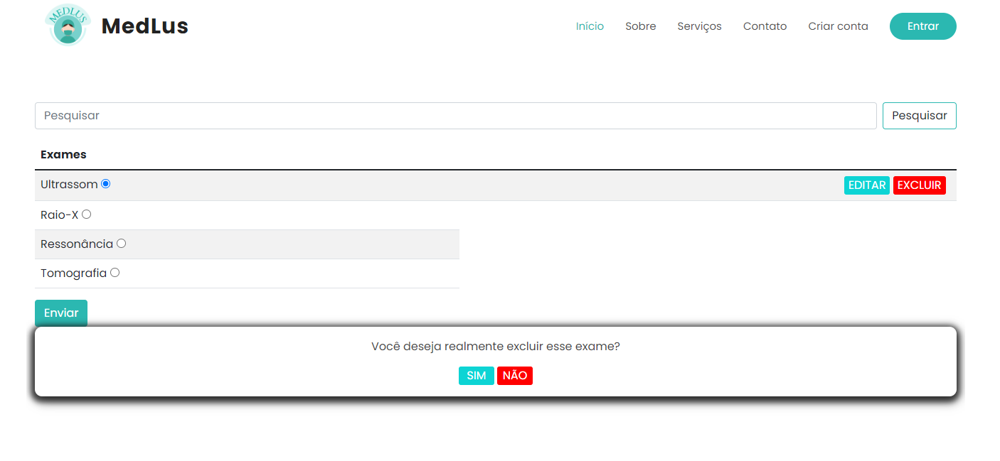 MEDLUS
MedLus
Início Sobre Serviços Contato Criar conta Entrar
Pesquisar Pesquisar
Exames
Ultrassom EDITAR EXCLUIR
Raio-X
Ressonância
Tomografia
Enviar
Você deseja realmente excluir esse exame?
SIM NÃO